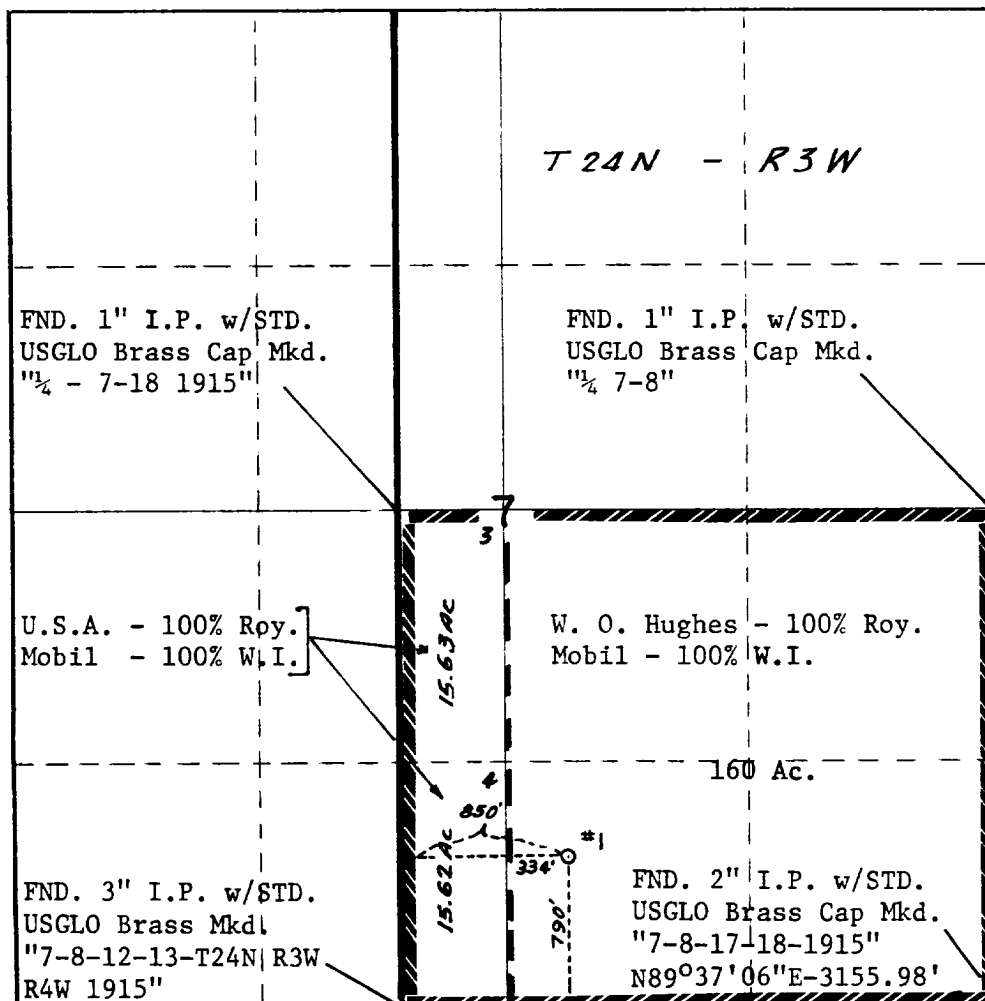 T 24 N - R 3 W
FND. 1" I.P. w/STD.
USGLO Brass Cap Mkd.
"¼ - 7-18 1915"
FND. 1" I.P. w/STD.
USGLO Brass Cap Mkd.
"¼ 7-8"
7
3
U.S.A. - 100% Roy.
Mobil - 100% W.I.
15.63 Ac
W. O. Hughes - 100% Roy.
Mobil - 100% W.I.
160 Ac.
4
850'
#1
334'
15.62 Ac
790'
FND. 3" I.P. w/STD.
USGLO Brass Mkd.
"7-8-12-13-T24N R3W
R4W 1915"
FND. 2" I.P. w/STD.
USGLO Brass Cap Mkd.
"7-8-17-18-1915"
N89°37'06"E-3155.98'